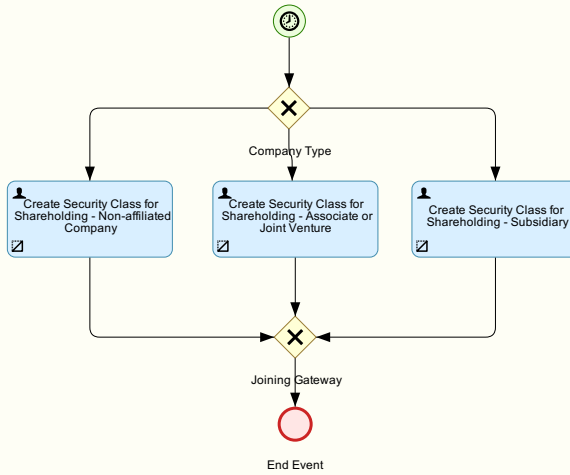 Company Type
Create Security Class for
Shareholding - Non-affiliated
Company
Create Security Class for
Shareholding - Associate or
Joint Venture
Create Security Class for
Shareholding - Subsidiary
Joining Gateway
End Event